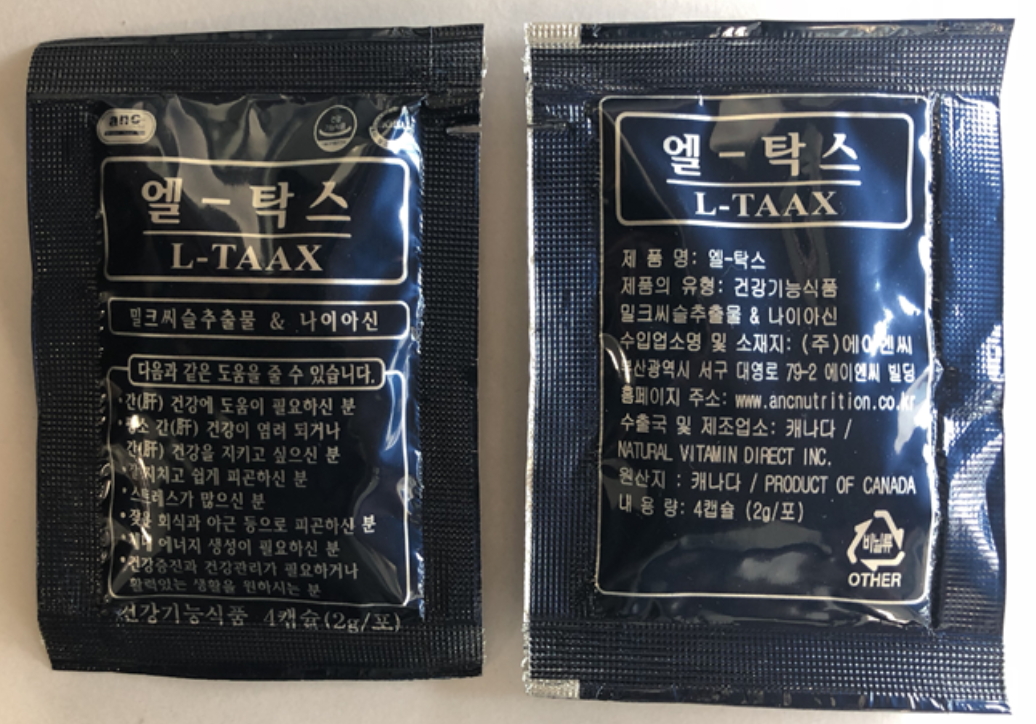 anc
엘-탁스
L-TAAX
밀크씨슬추출물 & 나이아신
다음과 같은 도움을 줄 수 있습니다.
·간(肝) 건강에 도움이 필요하신 분
·평소 간(肝) 건강이 염려 되거나
간(肝) 건강을 지키고 싶으신 분
지치고 쉽게 피곤하신 분
·스트레스가 많으신 분
·잦은 회식과 야근 등으로 피곤하신 분
에너지 생성이 필요하신 분
·건강증진과 건강관리가 필요하거나
활력있는 생활을 원하시는 분
건강기능식품 4캡슐(2g/포)
엘-탁스
L-TAAX
제 품 명: 엘-탁스
제품의 유형: 건강기능식품
밀크씨슬추출물 & 나이아신
수입업소명 및 소재지: (주)에이엔씨
부산광역시 서구 대영로 79-2 에이엔씨 빌딩
홈페이지 주소: www.ancnutrition.co.kr
수출국 및 제조업소: 캐나다 /
NATURAL VITAMIN DIRECT INC.
원산지 : 캐나다 / PRODUCT OF CANADA
내 용 량: 4캡슐 (2g/포)
비닐류
OTHER